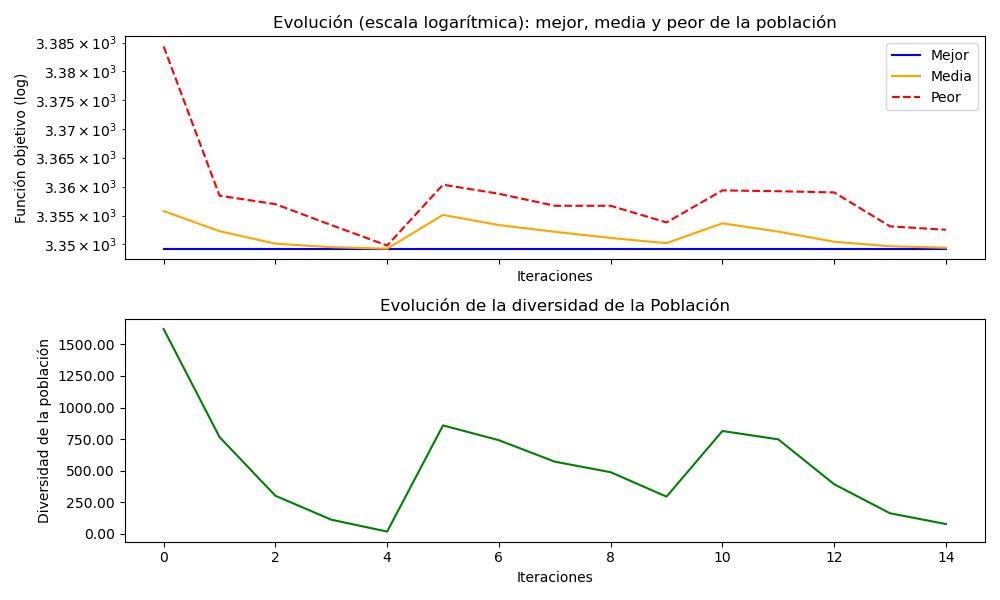 Evolución (escala logarítmica): mejor, media y peor de la población
Función objetivo (log)
3.385 × 10³
3.38 × 10³
3.375 × 10³
3.37 × 10³
3.365 × 10³
3.36 × 10³
3.355 × 10³
3.35 × 10³
Mejor
Media
Peor
Iteraciones
Evolución de la diversidad de la Población
Diversidad de la población
1500.00
1250.00
1000.00
750.00
500.00
250.00
0.00
0 2 4 6 8 10 12 14
Iteraciones